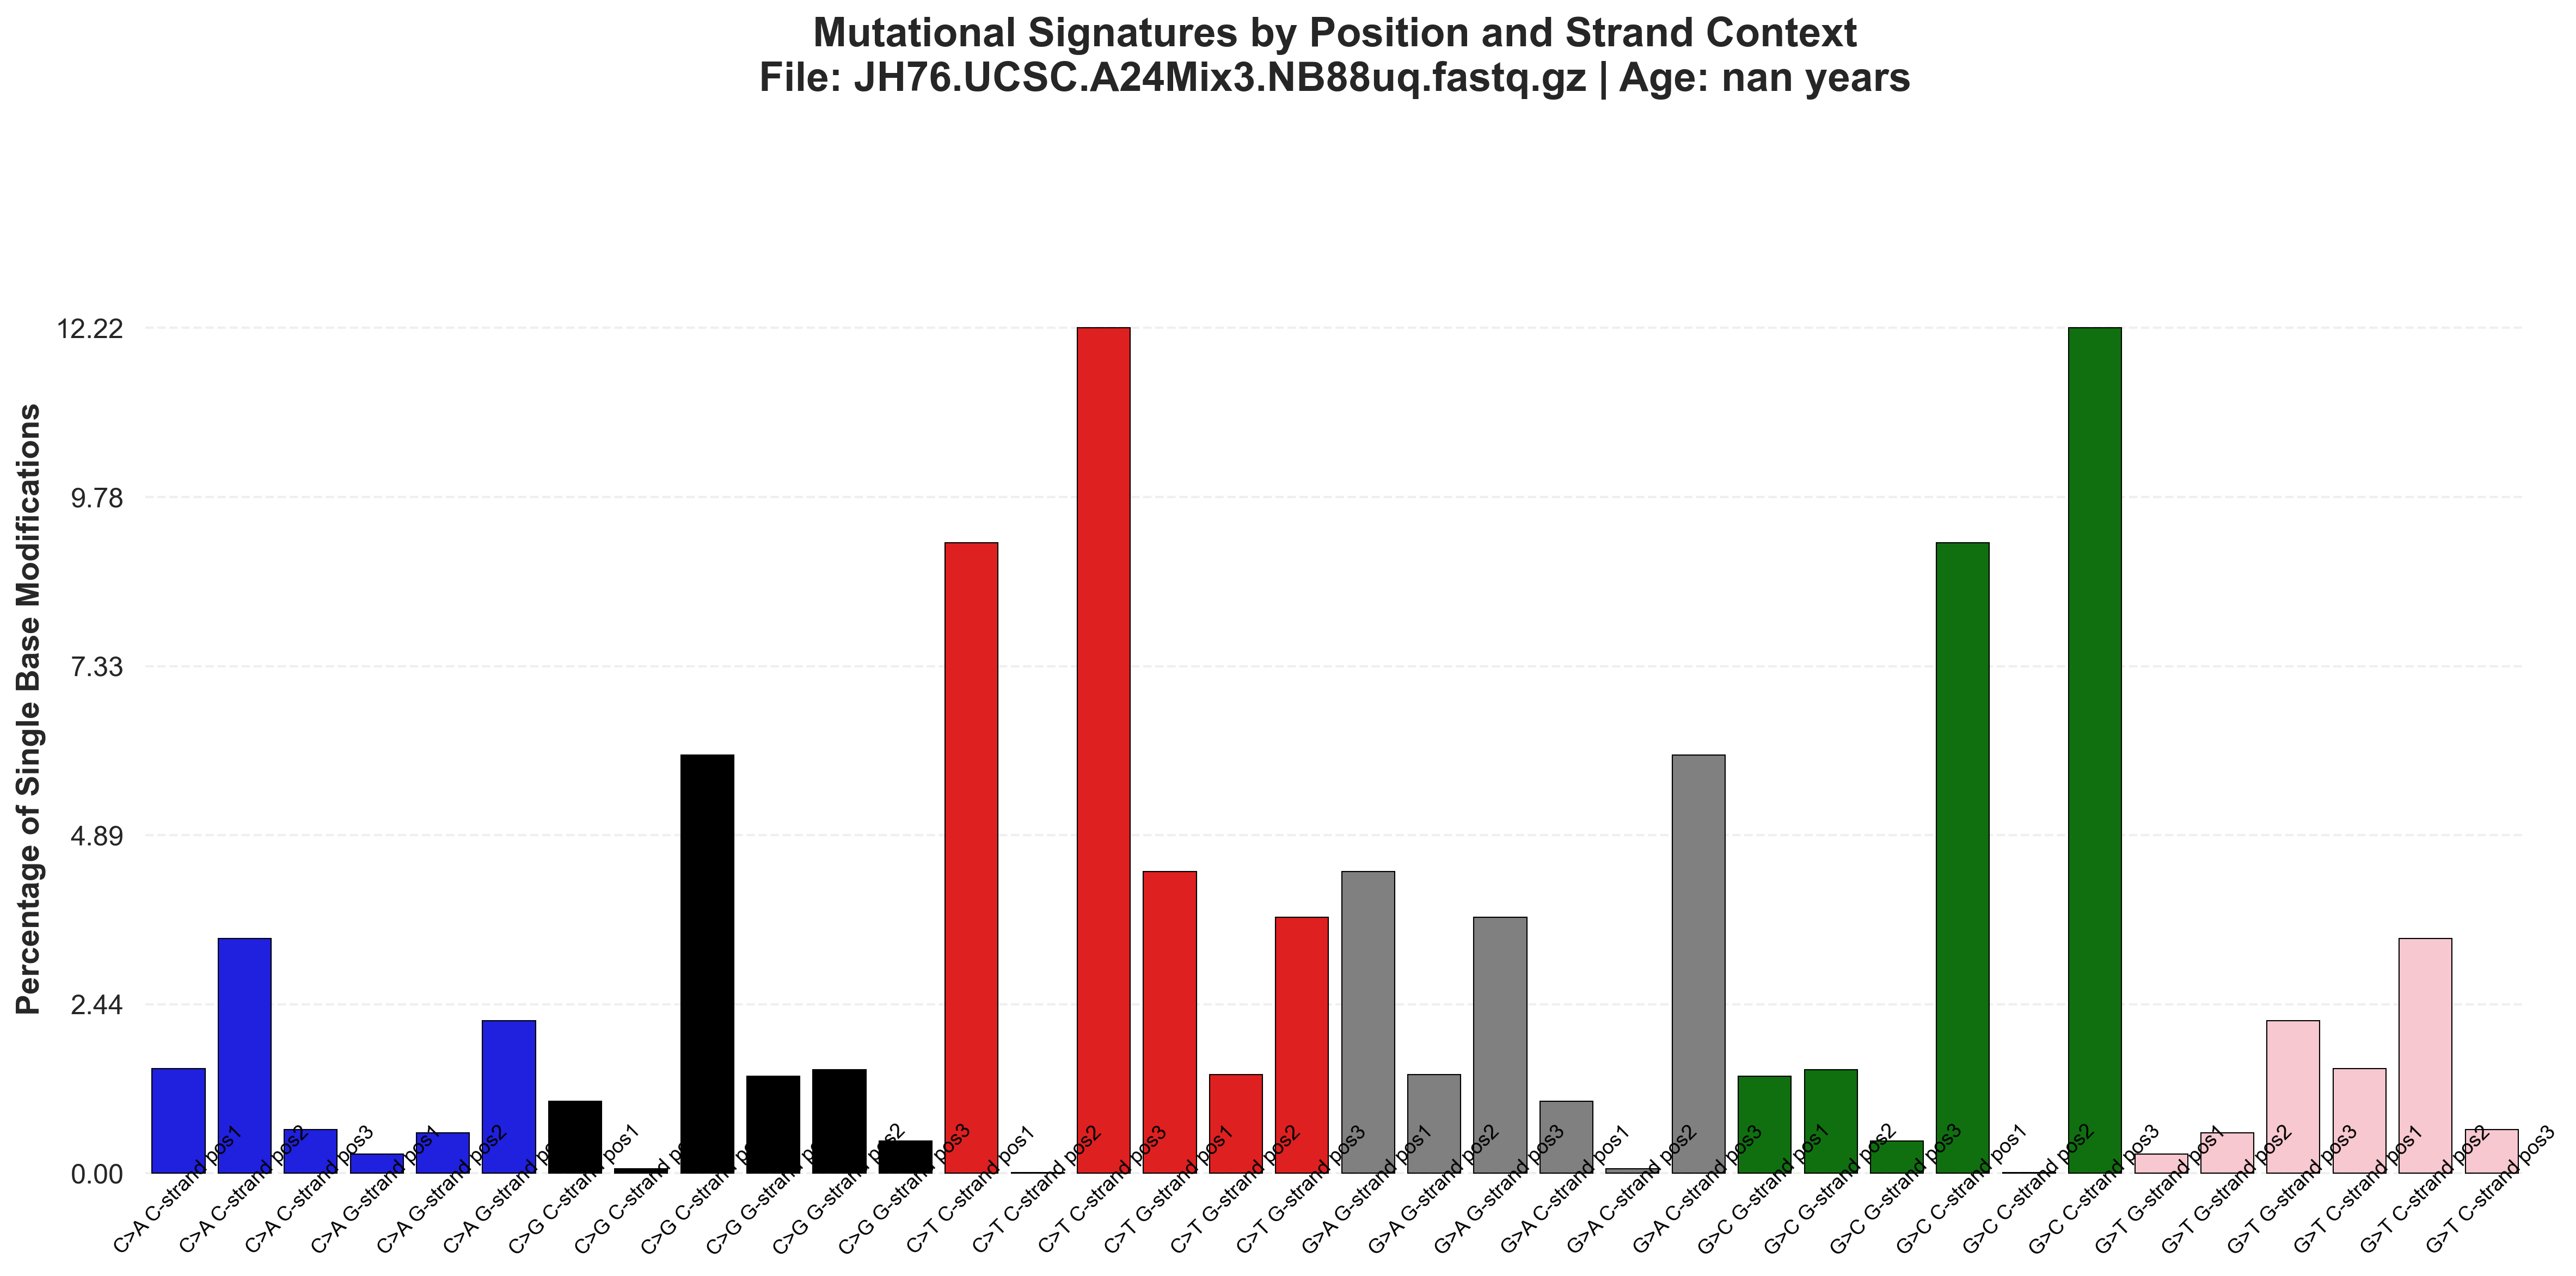 Mutational Signatures by Position and Strand Context
File: JH76.UCSC.A24Mix3.NB88uq.fastq.gz | Age: nan years
Percentage of Single Base Modifications
12.22
9.78
7.33
4.89
2.44
0.00
C>A C-strand pos1
C>A C-strand pos2
C>A C-strand pos3
C>A G-strand pos1
C>A G-strand pos2
C>A G-strand pos3
C>G C-strand pos1
C>G C-strand pos2
C>G C-strand pos3
C>G G-strand pos1
C>G G-strand pos2
C>G G-strand pos3
C>T C-strand pos1
C>T C-strand pos2
C>T C-strand pos3
C>T G-strand pos1
C>T G-strand pos2
C>T G-strand pos3
G>A G-strand pos1
G>A G-strand pos2
G>A G-strand pos3
G>A C-strand pos1
G>A C-strand pos2
G>A C-strand pos3
G>C G-strand pos1
G>C G-strand pos2
G>C G-strand pos3
G>C C-strand pos1
G>C C-strand pos2
G>C C-strand pos3
G>T G-strand pos1
G>T G-strand pos2
G>T G-strand pos3
G>T C-strand pos1
G>T C-strand pos2
G>T C-strand pos3